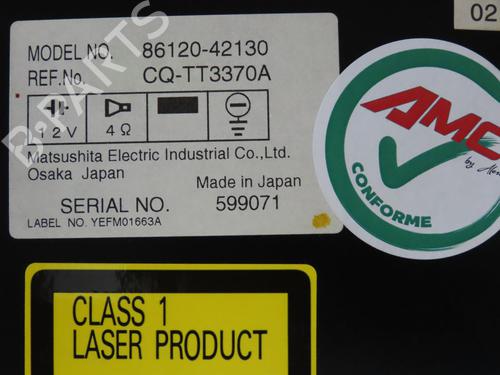 02
MODEL NO. 86120-42130
REF.No. CQ-TT3370A
12V 4Ω
Matsushita Electric Industrial Co.,Ltd.
Osaka Japan
Made in Japan
SERIAL NO. 599071
LABEL NO. YEFM01663A
AMC
by
CONFORME
CLASS 1
LASER PRODUCT
B-PARTS